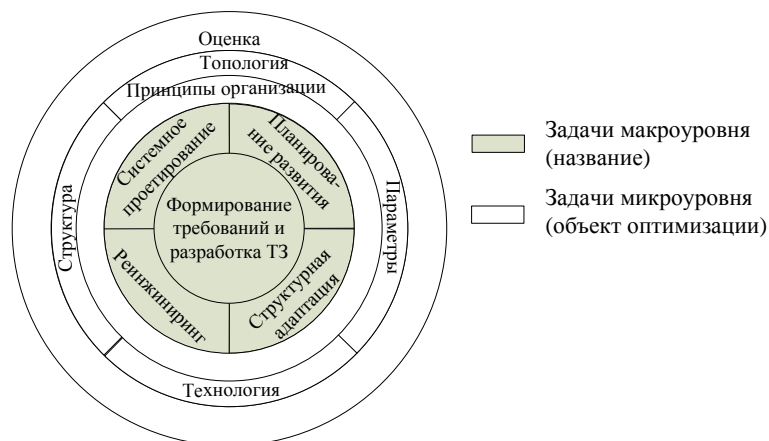 Оценка
Топология
Принципы организации
Системное
проетирование
Планирова-
ние развития
Структура
Параметры
Формирование
требований и
разработка ТЗ
Реинжиниринг
Структурная
адаптация
Технология
Задачи макроуровня
(название)
Задачи микроуровня
(объект оптимизации)